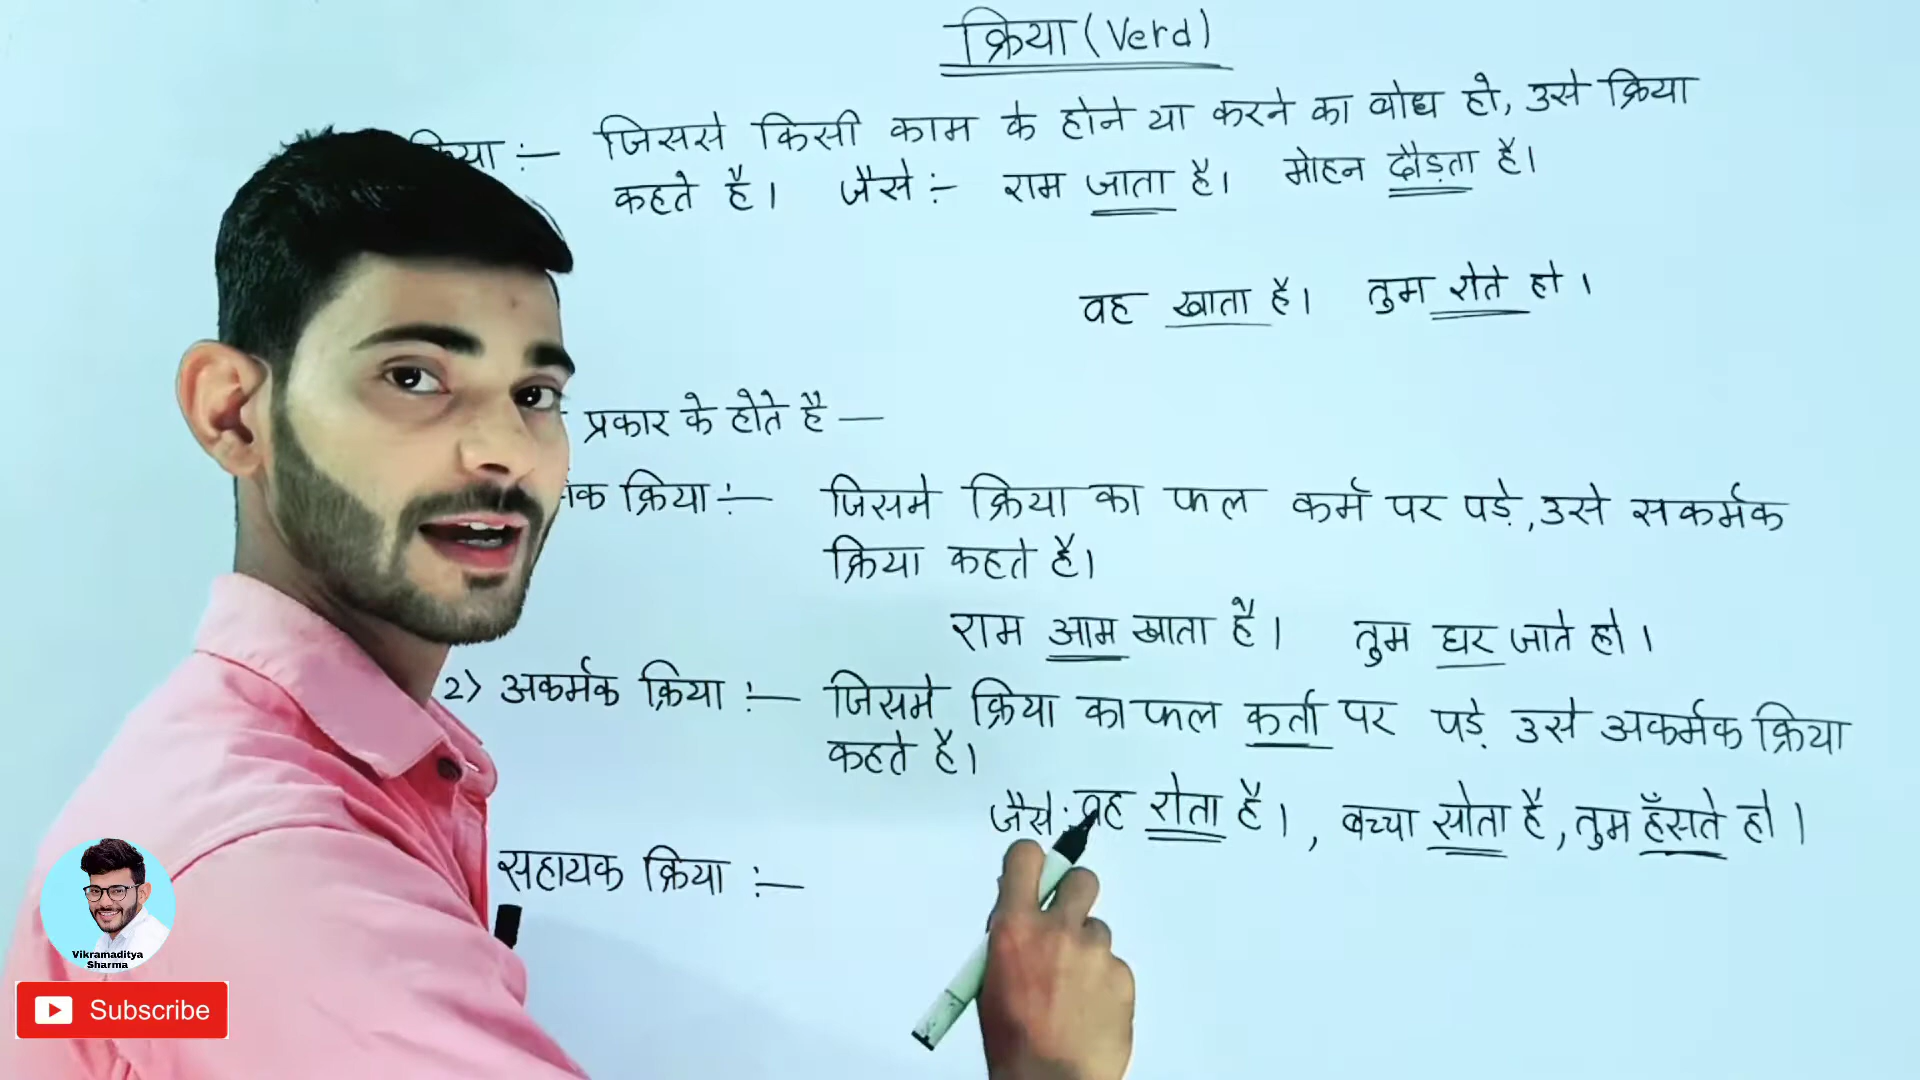 क्रिया (Verd)
:— जिससे किसी काम के होने या करने का बोध हो, उसे क्रिया
कहते है। जैसे :- राम जाता है। मोहन दौड़ता है।
वह खाता है। तुम रोते हो।
प्रकार के होते है —
क्रिया :— जिसमे क्रिया का फल कर्म पर पड़े, उसे सकर्मक
क्रिया कहते है।
राम आम खाता है। तुम घर जाते हो।
2) अकर्मक क्रिया :— जिसमे क्रिया का फल कर्ता पर पड़े उसे अकर्मक क्रिया
कहते है।
जैसे: वह रोता है।, बच्चा सोता है, तुम हँसते हो।
सहायक क्रिया :—
Vikramaditya
Sharma
Subscribe